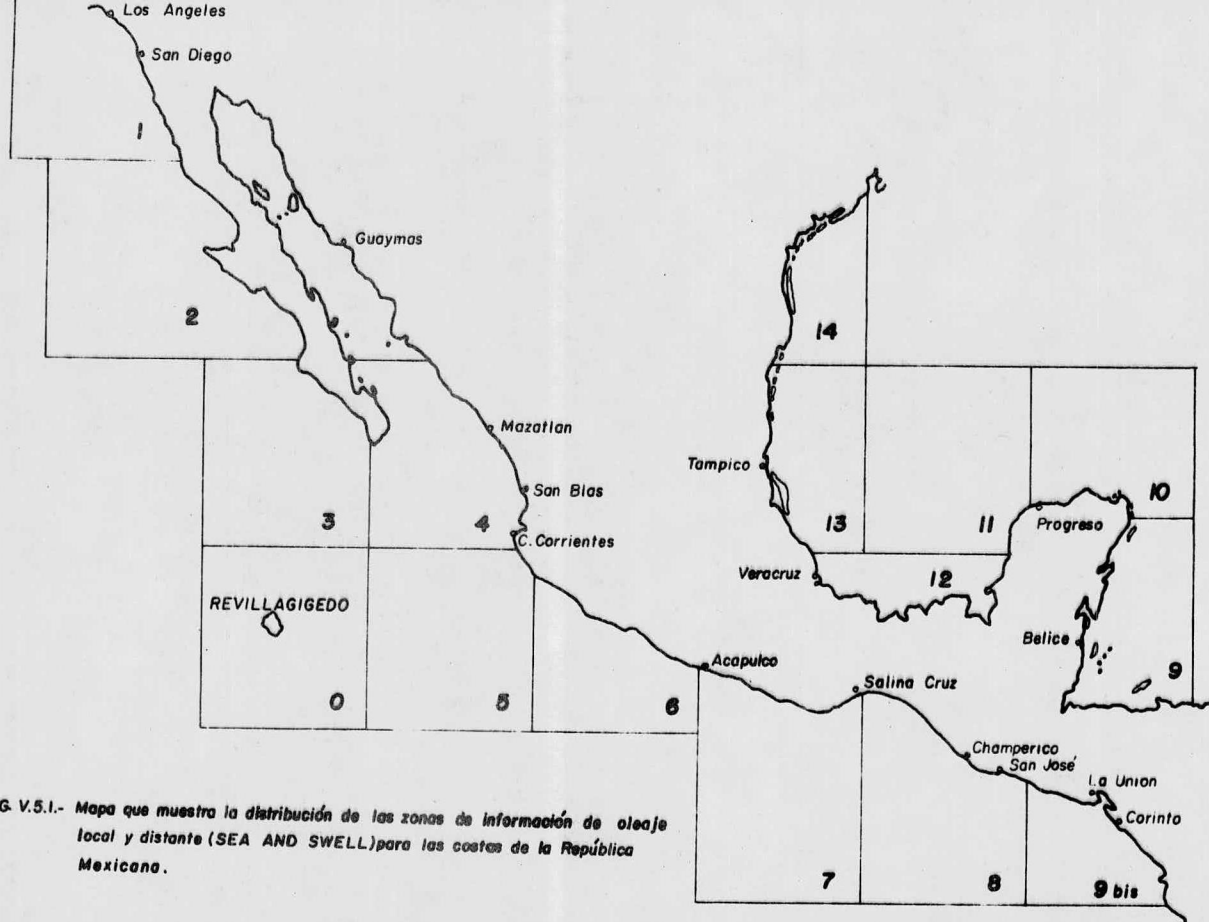 Los Angeles
San Diego
1
Guaymas
2
14
Mazatlan
Tampico
San Blas
10
3
4
13
11
Progreso
C. Corrientes
Veracruz
12
REVILLAGIGEDO
Belice
Acapulco
9
Salina Cruz
0
5
6
Champerico
San José
La Union
Corinto
G. V.5.1.- Mapa que muestra la distribución de las zonas de información de oleaje
local y distante (SEA AND SWELL) para las costas de la República
Mexicana.
7
8
9 bis